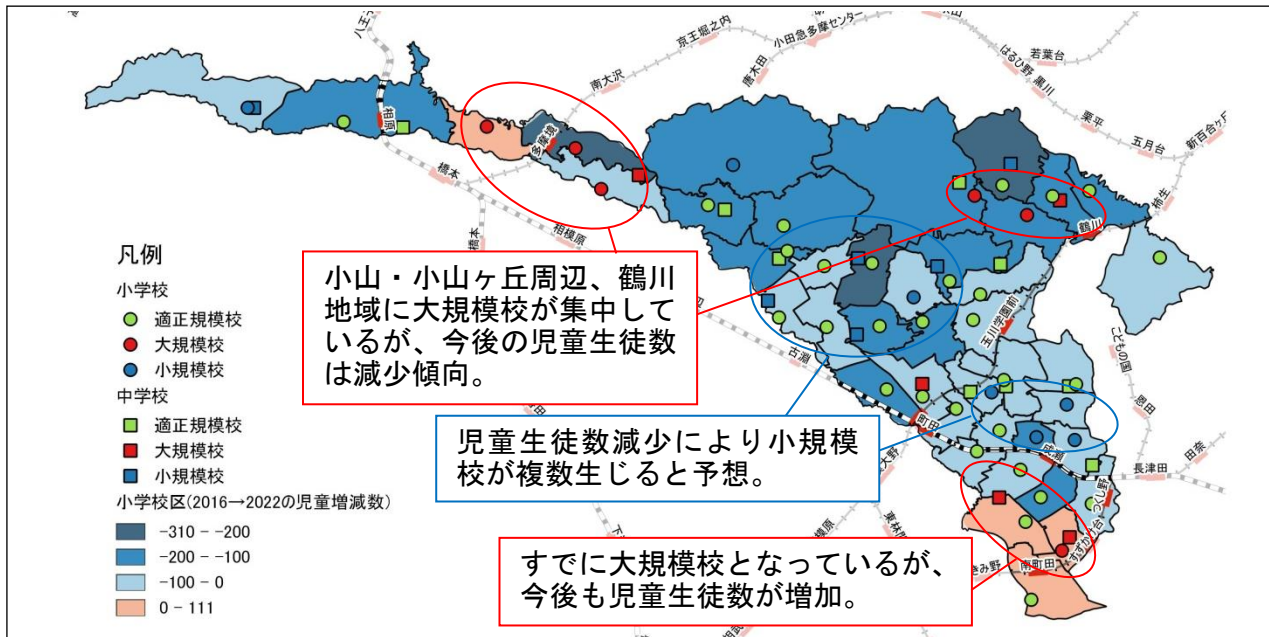 京王堀之内
小田急多摩センター
若葉台
はるひ野
黒川
南大沢
唐木田
栗平
五月台
新百合ヶ丘
相原
多摩境
橋本
柿生
鶴川
橋本
相模原
凡例
小学校
適正規模校
大規模校
小規模校
中学校
適正規模校
大規模校
小規模校
小学校区(2016→2022の児童増減数)
-310 - -200
-200 - -100
-100 - 0
0 - 111
小山・小山ヶ丘周辺、鶴川
地域に大規模校が集中して
いるが、今後の児童生徒数
は減少傾向。
玉川学園前
こどもの国
古淵
恩田
町田
児童生徒数減少により小規模
校が複数生じると予想。
成瀬
田奈
長津田
つくし野
すずかけ台
南町田
すでに大規模校となっているが、
今後も児童生徒数が増加。